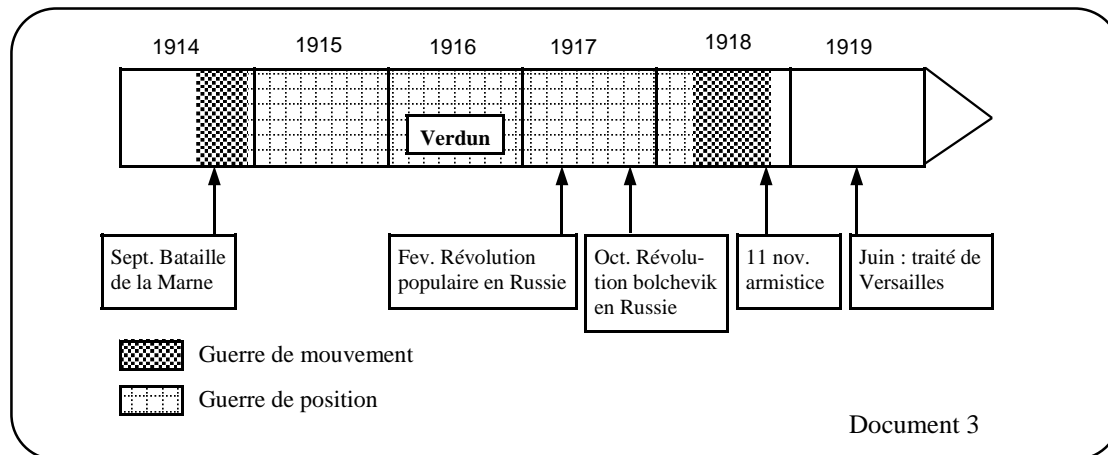 1914 1915 1916 1917 1918 1919
Verdun
Sept. Bataille
de la Marne
Fev. Révolution
populaire en Russie
Oct. Révolu-
tion bolchevik
en Russie
11 nov.
armistice
Juin : traité de
Versailles
Guerre de mouvement
Guerre de position
Document 3